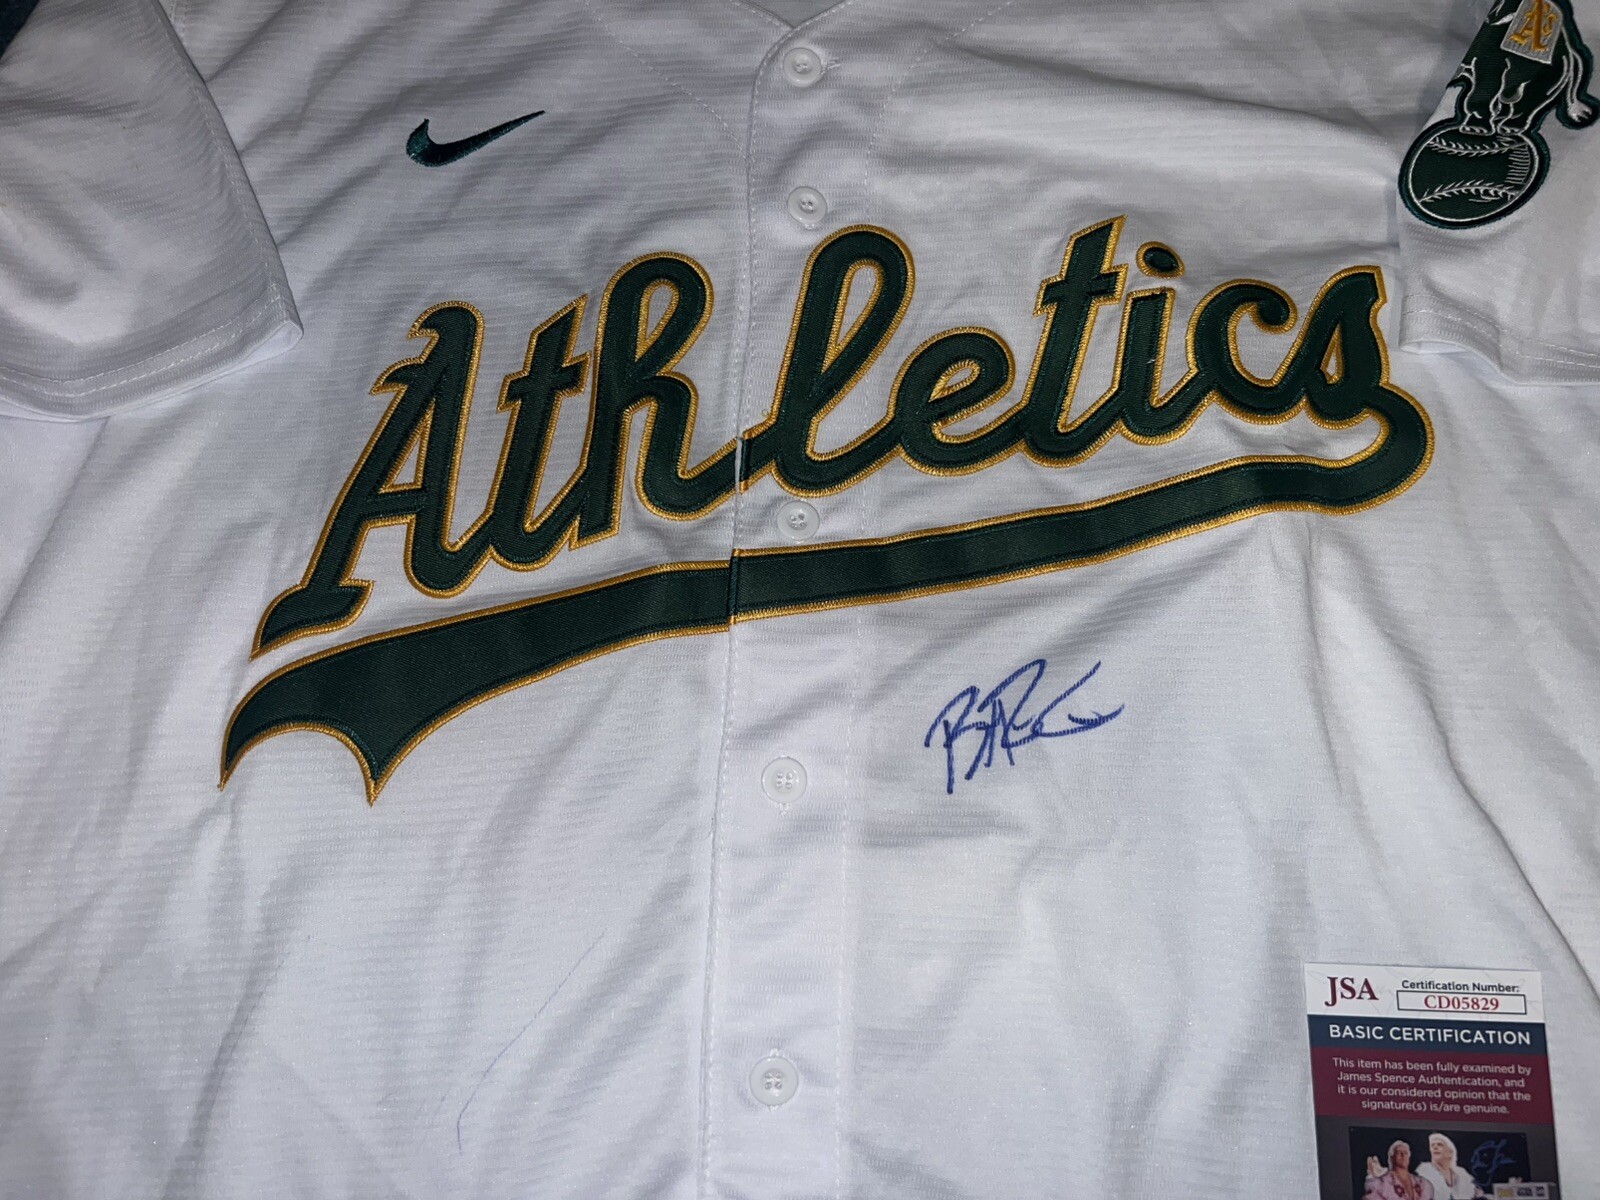 A's
Athletics
JSA
Certification Number:
CD05829
BASIC CERTIFICATION
This item has been fully examined by
James Spence Authentication, and
it is our considered opinion that the
signature(s) is/are genuine.